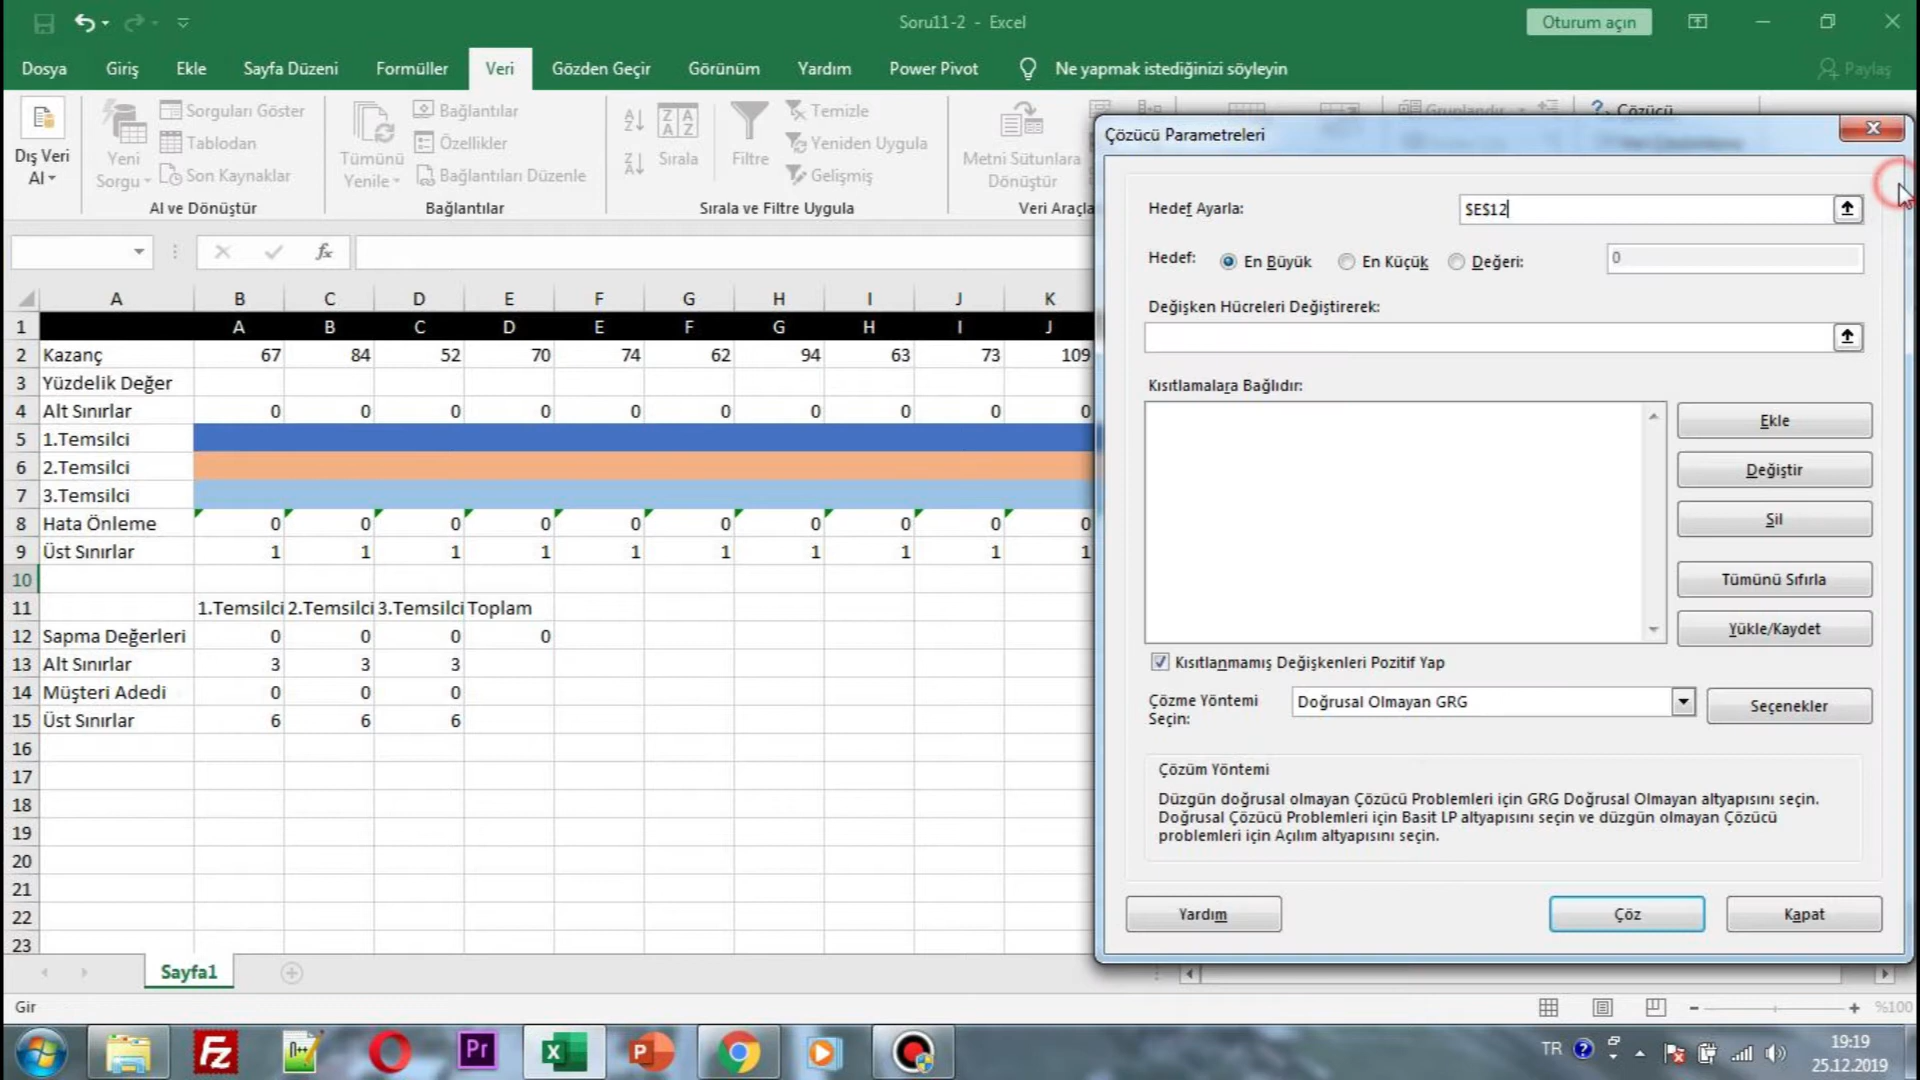 Soru11-2 - Excel
Oturum açın
Dosya Giriş Ekle Sayfa Düzeni Formüller Veri Gözden Geçir Görünüm Yardım Power Pivot Ne yapmak istediğinizi söyleyin Paylaş
Dış Veri Al
Yeni Sorgu
Sorguları Göster
Tablodan
Son Kaynaklar
Al ve Dönüştür
Tümünü Yenile
Bağlantılar
Özellikler
Bağlantıları Düzenle
Bağlantılar
Sırala
Filtre
Temizle
Yeniden Uygula
Gelişmiş
Sırala ve Filtre Uygula
Metni Sütunlara Dönüştür
Veri Araçla
Gruplandır
Çözücü
fx
A B C D E F G H I J K
1 A B C D E F G H I J
2 Kazanç 67 84 52 70 74 62 94 63 73 109
3 Yüzdelik Değer
4 Alt Sınırlar 0 0 0 0 0 0 0 0 0 0
5 1.Temsilci
6 2.Temsilci
7 3.Temsilci
8 Hata Önleme 0 0 0 0 0 0 0 0 0 0
9 Üst Sınırlar 1 1 1 1 1 1 1 1 1 1
10
11 1.Temsilci 2.Temsilci 3.Temsilci Toplam
12 Sapma Değerleri 0 0 0 0
13 Alt Sınırlar 3 3 3
14 Müşteri Adedi 0 0 0
15 Üst Sınırlar 6 6 6
16
17
18
19
20
21
22
23
Çözücü Parametreleri
Hedef Ayarla: $E$12
Hedef: En Büyük En Küçük Değeri: 0
Değişken Hücreleri Değiştirerek:
Kısıtlamalara Bağlıdır:
Ekle
Değiştir
Sil
Tümünü Sıfırla
Yükle/Kaydet
Kısıtlanmamış Değişkenleri Pozitif Yap
Çözme Yöntemi Seçin:
Doğrusal Olmayan GRG
Seçenekler
Çözüm Yöntemi
Düzgün doğrusal olmayan Çözücü Problemleri için GRG Doğrusal Olmayan altyapısını seçin.
Doğrusal Çözücü Problemleri için Basit LP altyapısını seçin ve düzgün olmayan Çözücü
problemleri için Açılım altyapısını seçin.
Yardım
Çöz
Kapat
Sayfa1
Gir
%100
Pr
TR
19:19
25.12.2019